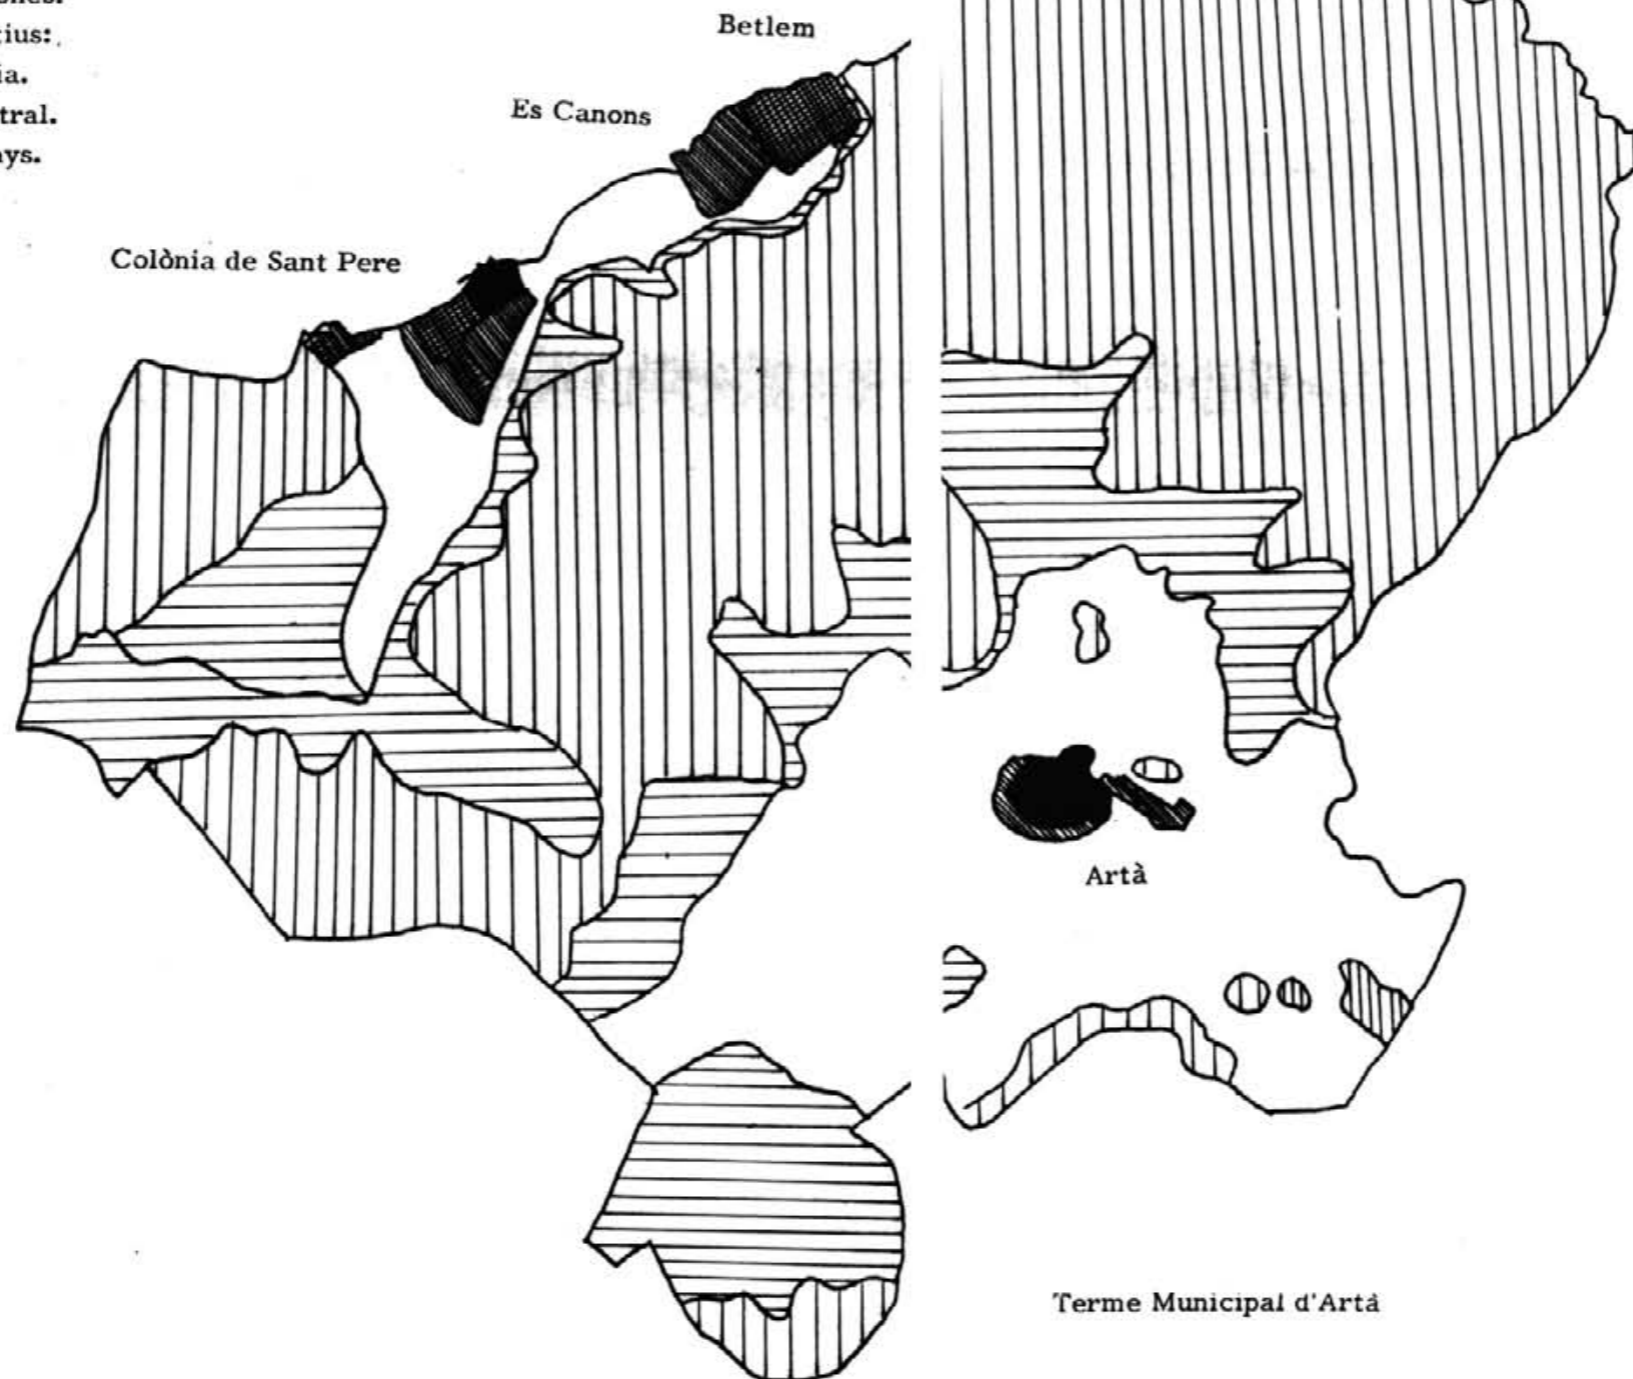 Betlem
Es Canons
Colònia de Sant Pere
Artà
Terme Municipal d'Artà